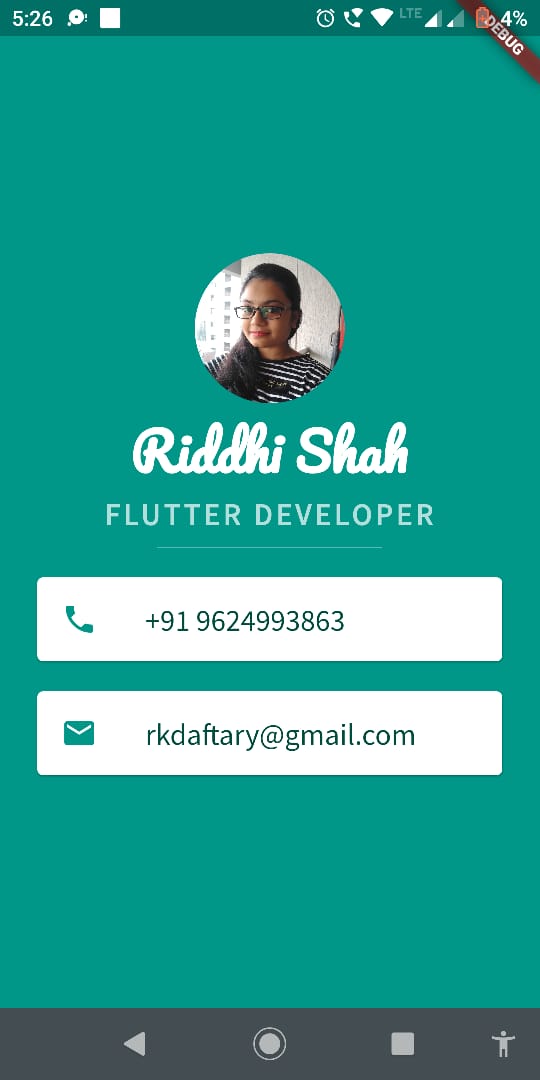 5:26
LTE
4%
DEBUG
Riddhi Shah
FLUTTER DEVELOPER
+91 9624993863
rkdaftary@gmail.com